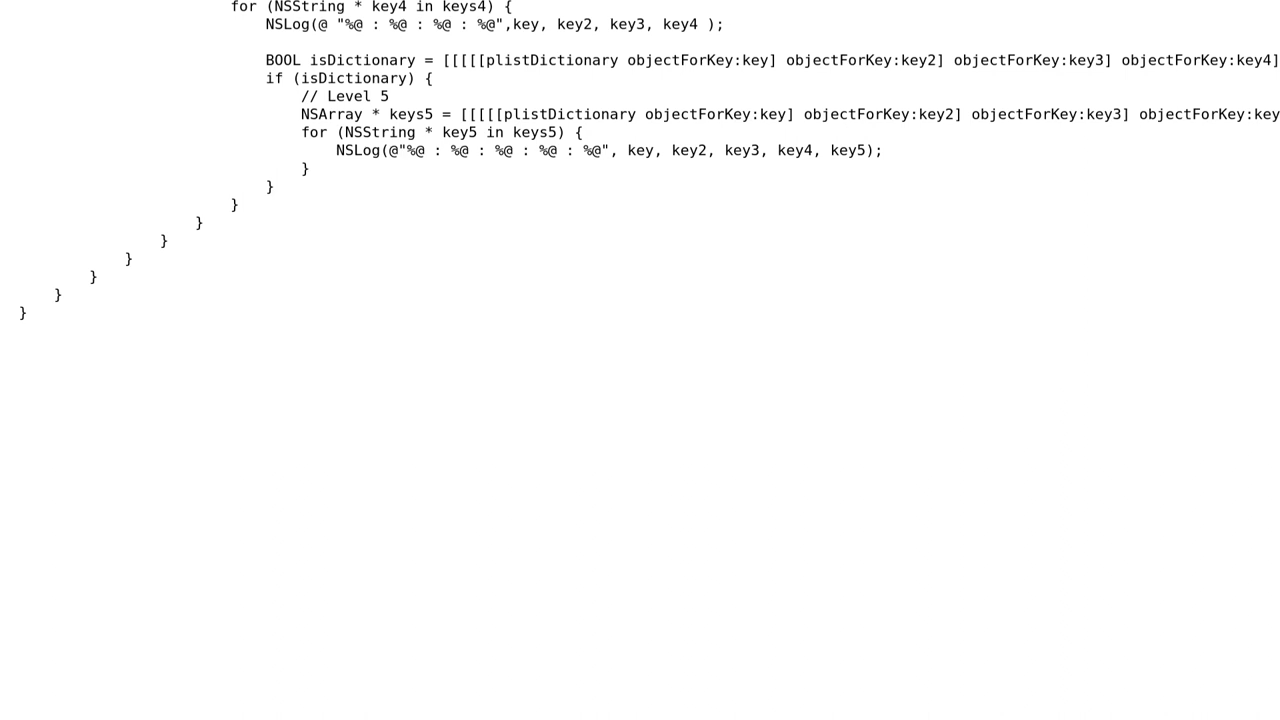 for (NSString * key4 in keys4) {
NSLog(@ "%@ : %@ : %@ : %@",key, key2, key3, key4 );
BOOL isDictionary = [[[[[plistDictionary objectForKey:key] objectForKey:key2] objectForKey:key3] objectForKey:key4]
if (isDictionary) {
// Level 5
NSArray * keys5 = [[[[[plistDictionary objectForKey:key] objectForKey:key2] objectForKey:key3] objectForKey:key
for (NSString * key5 in keys5) {
NSLog(@"%@ : %@ : %@ : %@ : %@", key, key2, key3, key4, key5);
}
}
}
}
}
}
}
}
}